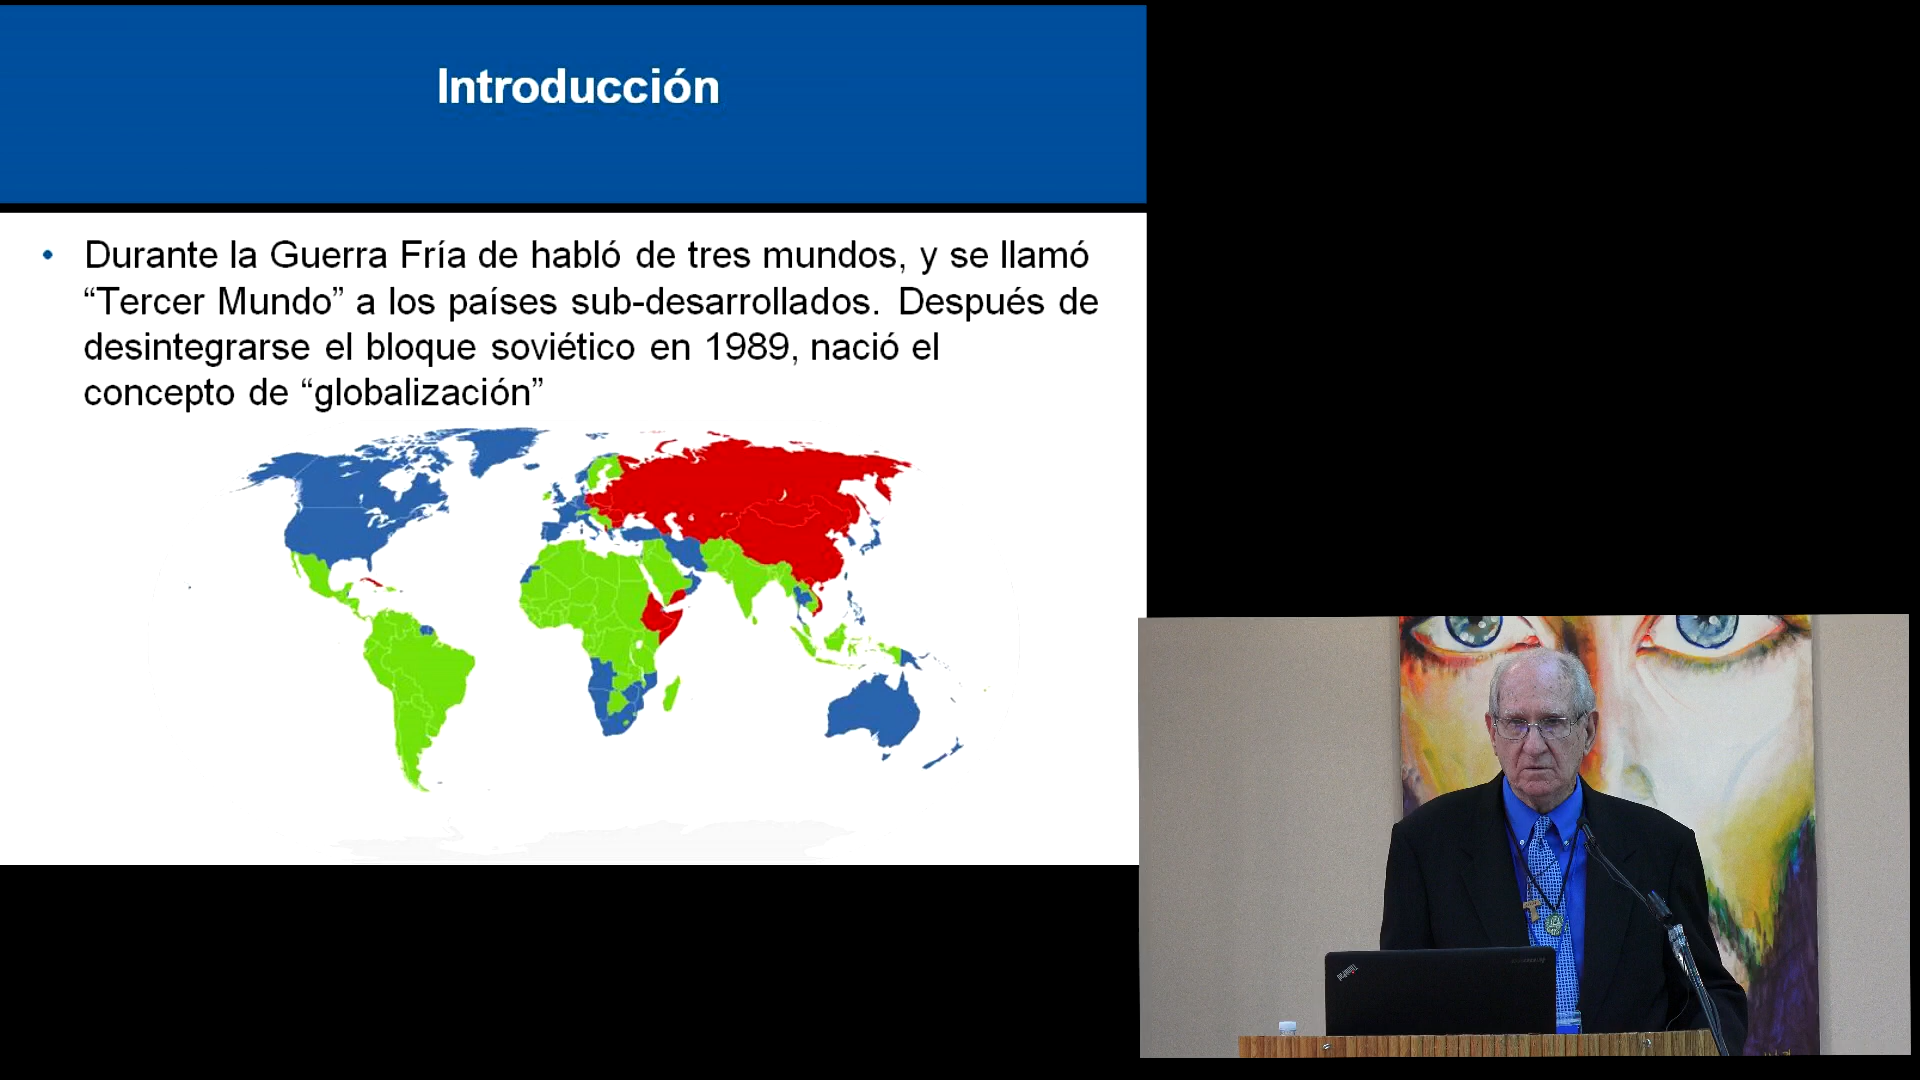 Introducción
• Durante la Guerra Fría de habló de tres mundos, y se llamó
“Tercer Mundo” a los países sub-desarrollados. Después de
desintegrarse el bloque soviético en 1989, nació el
concepto de “globalización”
ThinkPad